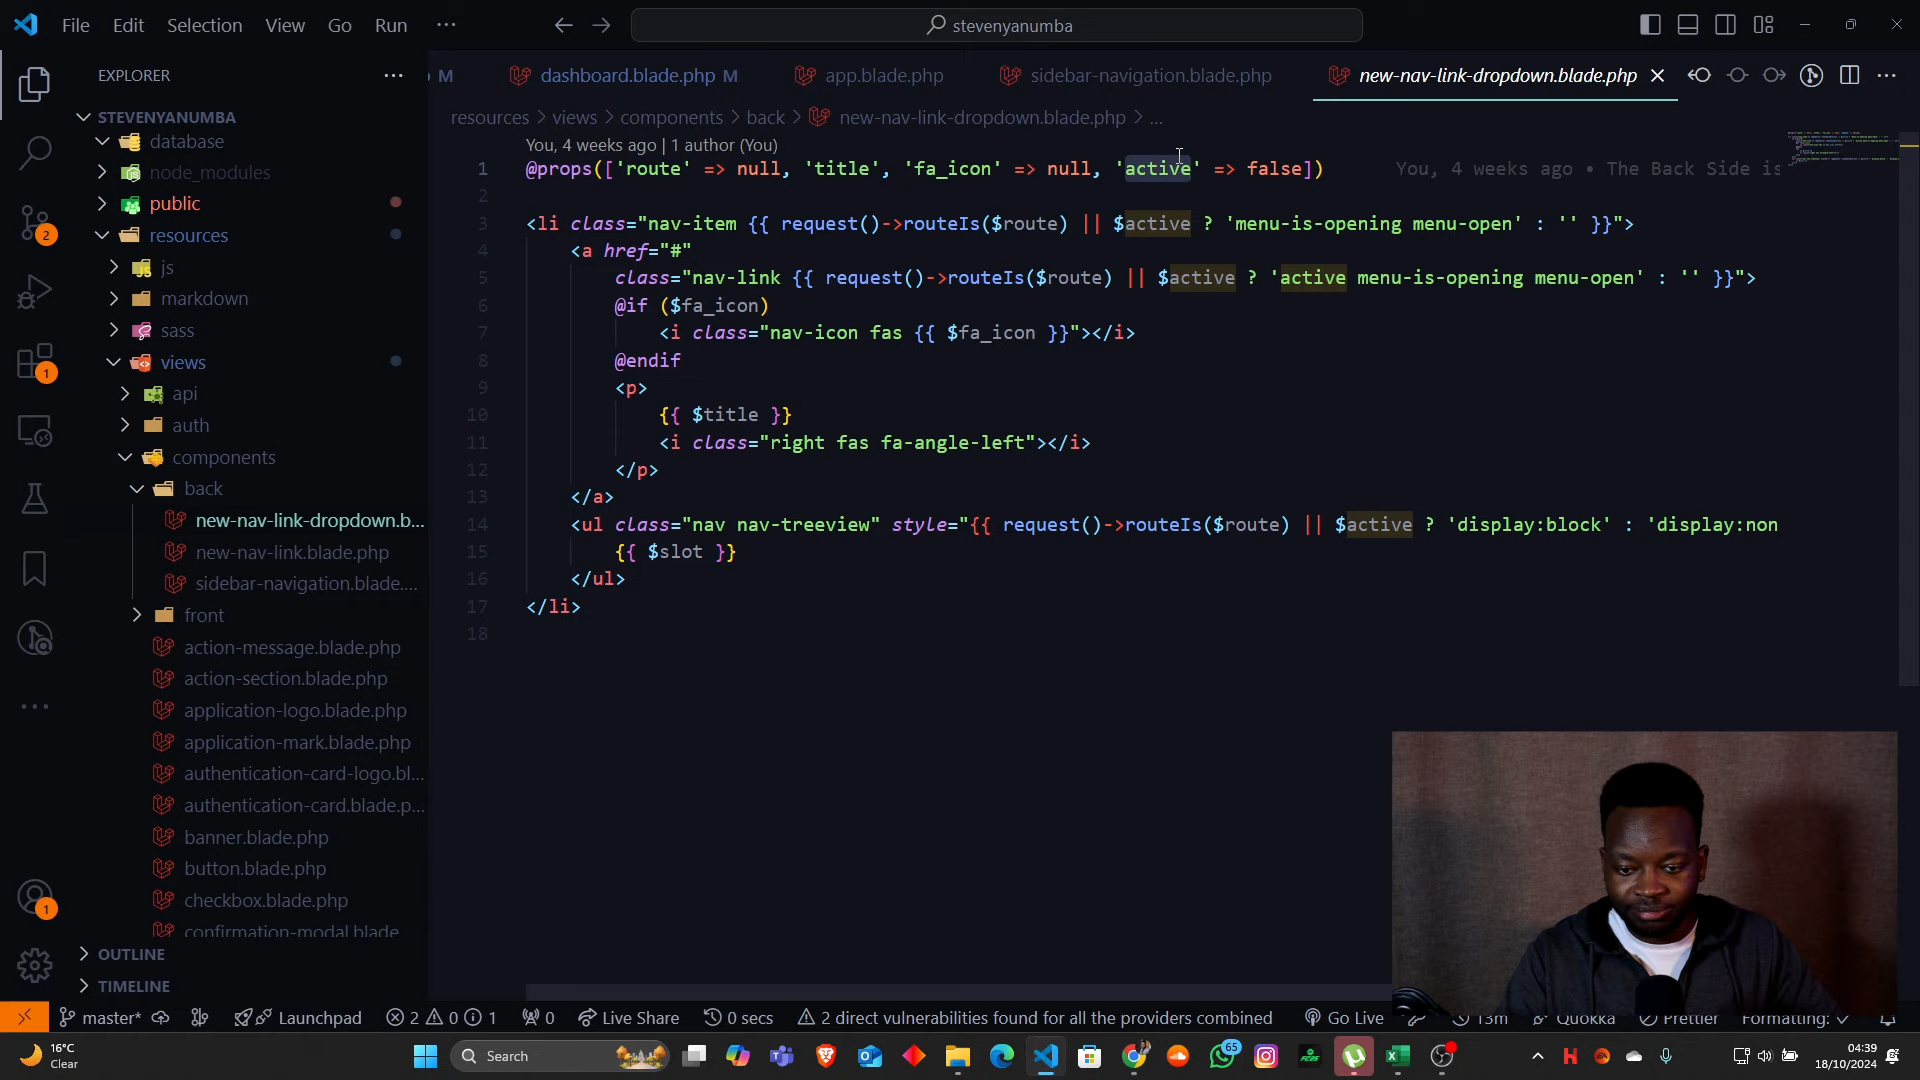 File Edit Selection View Go Run ···
stevenyanumba
EXPLORER ···
M
dashboard.blade.php M
app.blade.php
sidebar-navigation.blade.php
new-nav-link-dropdown.blade.php
resources > views > components > back > new-nav-link-dropdown.blade.php > ...
You, 4 weeks ago | 1 author (You)
1 @props(['route' => null, 'title', 'fa_icon' => null, 'active' => false]) You, 4 weeks ago • The Back Side is
2
3 <li class="nav-item {{ request()->routeIs($route) || $active ? 'menu-is-opening menu-open' : '' }}">
4 <a href="#"
5 class="nav-link {{ request()->routeIs($route) || $active ? 'active menu-is-opening menu-open' : '' }}">
6 @if ($fa_icon)
7 <i class="nav-icon fas {{ $fa_icon }}"></i>
8 @endif
9 <p>
10 {{ $title }}
11 <i class="right fas fa-angle-left"></i>
12 </p>
13 </a>
14 <ul class="nav nav-treeview" style="{{ request()->routeIs($route) || $active ? 'display:block' : 'display:non
15 {{ $slot }}
16 </ul>
17 </li>
18
STEVENYANUMBA
database
node_modules
public
resources
js
markdown
sass
views
api
auth
components
back
new-nav-link-dropdown.b...
new-nav-link.blade.php
sidebar-navigation.blade....
front
action-message.blade.php
action-section.blade.php
application-logo.blade.php
application-mark.blade.php
authentication-card-logo.bl...
authentication-card.blade.p...
banner.blade.php
button.blade.php
checkbox.blade.php
confirmation-modal.blade
OUTLINE
TIMELINE
2
1
1
master* Launchpad 2 0 1 0 Live Share 0 secs 2 direct vulnerabilities found for all the providers combined Go Live 13m Quokka Prettier Formatting: ✓
16°C
Clear
Search
65
04:39
18/10/2024